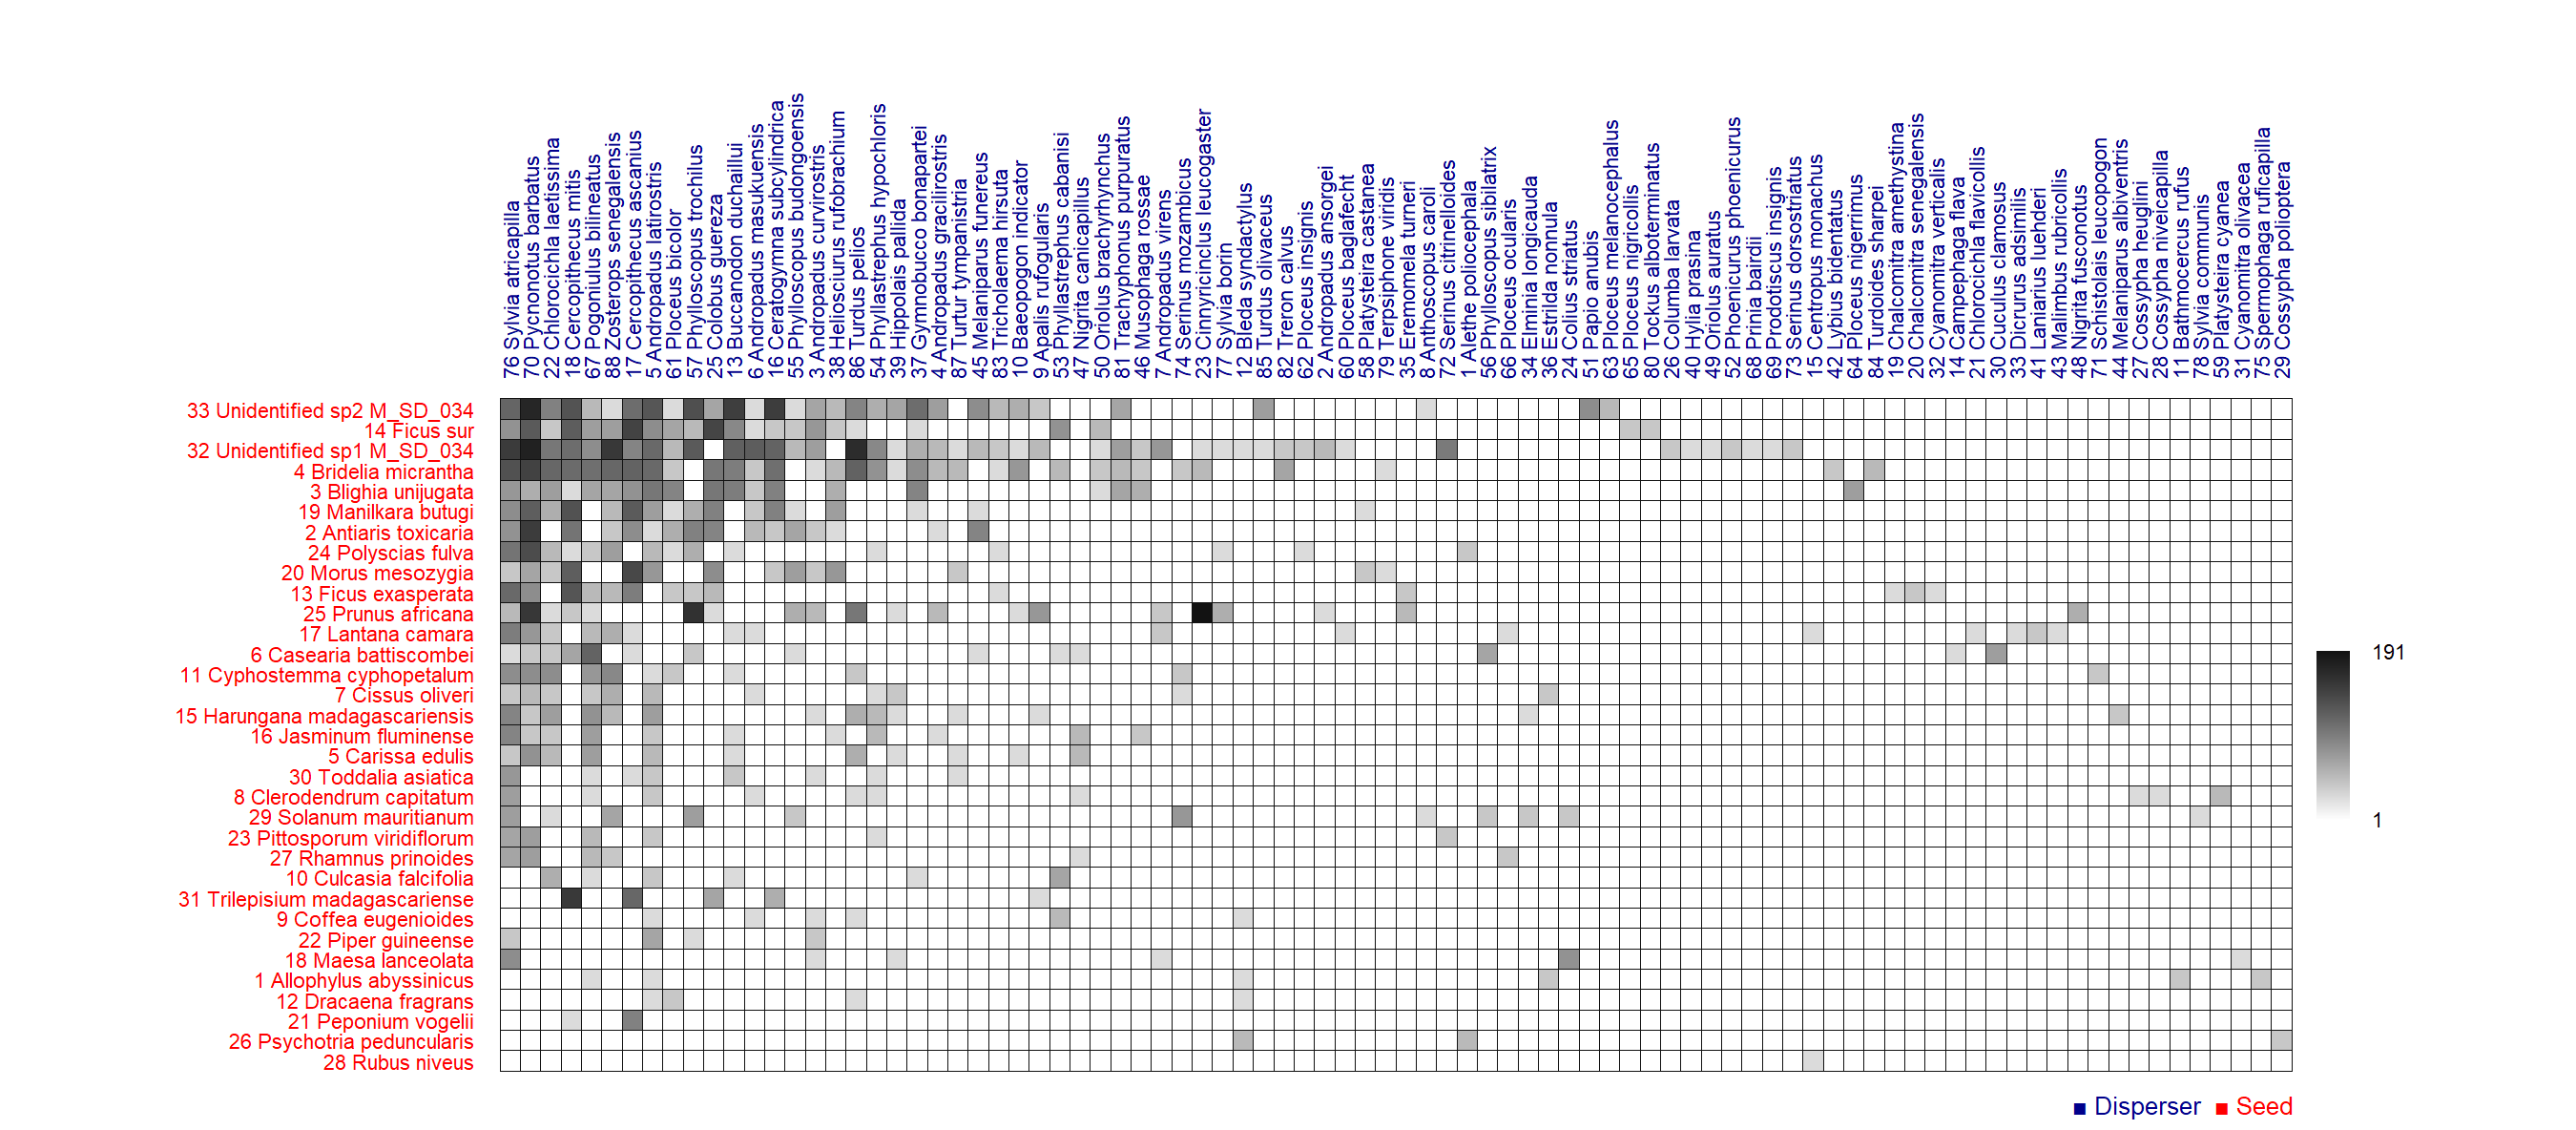 76 Sylvia atricapilla
70 Pycnonotus barbatus
22 Chlorocichla laetissima
18 Cercopithecus mitis
67 Pogoniulus bilineatus
88 Zosterops senegalensis
17 Cercopithecus ascanius
5 Andropadus latirostris
61 Ploceus bicolor
57 Phylloscopus trochilus
25 Colobus guereza
13 Buccanodon duchaillui
6 Andropadus masukuensis
16 Ceratogymna subcylindrica
55 Phylloscopus budongoensis
3 Andropadus curvirostris
38 Heliosciurus rufobrachium
86 Turdus pelios
54 Phyllastrephus hypochloris
39 Hippolais pallida
37 Gymnobucco bonapartei
4 Andropadus gracilirostris
87 Turtur tympanistria
45 Melaniparus funereus
83 Tricholaema hirsuta
10 Baeopogon indicator
9 Apalis rufogularis
53 Phyllastrephus cabanisi
47 Nigrita canicapillus
50 Oriolus brachyrhynchus
81 Trachyphonus purpuratus
46 Musophaga rossae
7 Andropadus virens
74 Serinus mozambicus
23 Cinnyricinclus leucogaster
77 Sylvia borin
12 Bleda syndactylus
85 Turdus olivaceus
82 Treron calvus
62 Ploceus insignis
2 Andropadus ansorgei
60 Ploceus baglafecht
58 Platysteira castanea
79 Terpsiphone viridis
35 Eremomela turneri
8 Anthoscopus caroli
72 Serinus citrinelloides
1 Alethe poliocephala
56 Phylloscopus sibilatrix
66 Ploceus ocularis
34 Elminia longicauda
36 Estrilda nonnula
24 Colius striatus
51 Papio anubis
63 Ploceus melanocephalus
65 Ploceus nigricollis
80 Tockus alboterminatus
26 Columba larvata
40 Hylia prasina
49 Oriolus auratus
52 Phoenicurus phoenicurus
68 Prinia bairdii
69 Prodotiscus insignis
73 Serinus dorsostriatus
15 Centropus monachus
42 Lybius bidentatus
64 Ploceus nigerrimus
84 Turdoides sharpei
19 Chalcomitra amethystina
20 Chalcomitra senegalensis
32 Cyanomitra verticalis
14 Campephaga flava
21 Chlorocichla flavicollis
30 Cuculus clamosus
33 Dicrurus adsimilis
41 Laniarius luehderi
43 Malimbus rubricollis
48 Nigrita fusconotus
71 Schistolais leucopogon
44 Melaniparus albiventris
27 Cossypha heuglini
28 Cossypha niveicapilla
11 Bathmocercus rufus
78 Sylvia communis
59 Platysteira cyanea
31 Cyanomitra olivacea
75 Spermophaga ruficapilla
29 Cossypha polioptera
33 Unidentified sp2 M_SD_034
14 Ficus sur
32 Unidentified sp1 M_SD_034
4 Bridelia micrantha
3 Blighia unijugata
19 Manilkara butugi
2 Antiaris toxicaria
24 Polyscias fulva
20 Morus mesozygia
13 Ficus exasperata
25 Prunus africana
17 Lantana camara
6 Casearia battiscombei
11 Cyphostemma cyphopetalum
7 Cissus oliveri
15 Harungana madagascariensis
16 Jasminum fluminense
5 Carissa edulis
30 Toddalia asiatica
8 Clerodendrum capitatum
29 Solanum mauritianum
23 Pittosporum viridiflorum
27 Rhamnus prinoides
10 Culcasia falcifolia
31 Trilepisium madagascariense
9 Coffea eugenioides
22 Piper guineense
18 Maesa lanceolata
1 Allophylus abyssinicus
12 Dracaena fragrans
21 Peponium vogelii
26 Psychotria peduncularis
28 Rubus niveus
191
1
Disperser Seed